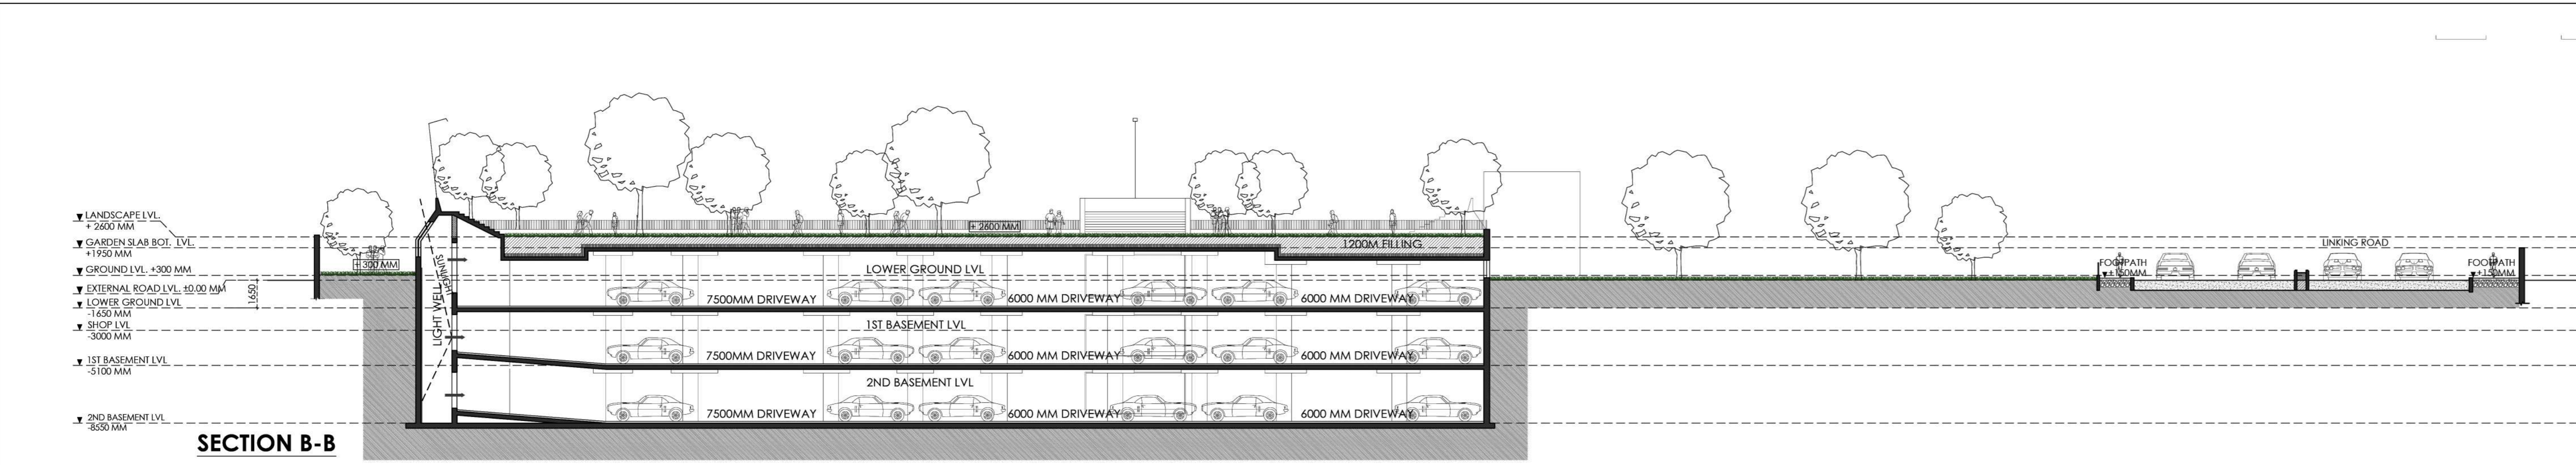 LANDSCAPE LVL.
+ 2600 MM
GARDEN SLAB BOT. LVL.
+1950 MM
GROUND LVL. +300 MM
EXTERNAL ROAD LVL. ±0.00 MM
LOWER GROUND LVL
-1650 MM
SHOP LVL
-3000 MM
1ST BASEMENT LVL
-5100 MM
2ND BASEMENT LVL
-8550 MM
1650
+ 300 MM
SUNLIGHT
LIGHT WELL
+ 2600 MM
1200M FILLING
LOWER GROUND LVL
7500MM DRIVEWAY
6000 MM DRIVEWAY
6000 MM DRIVEWAY
1ST BASEMENT LVL
7500MM DRIVEWAY
6000 MM DRIVEWAY
6000 MM DRIVEWAY
2ND BASEMENT LVL
7500MM DRIVEWAY
6000 MM DRIVEWAY
6000 MM DRIVEWAY
LINKING ROAD
FOOTPATH
+150MM
FOOTPATH
+150MM
SECTION B-B